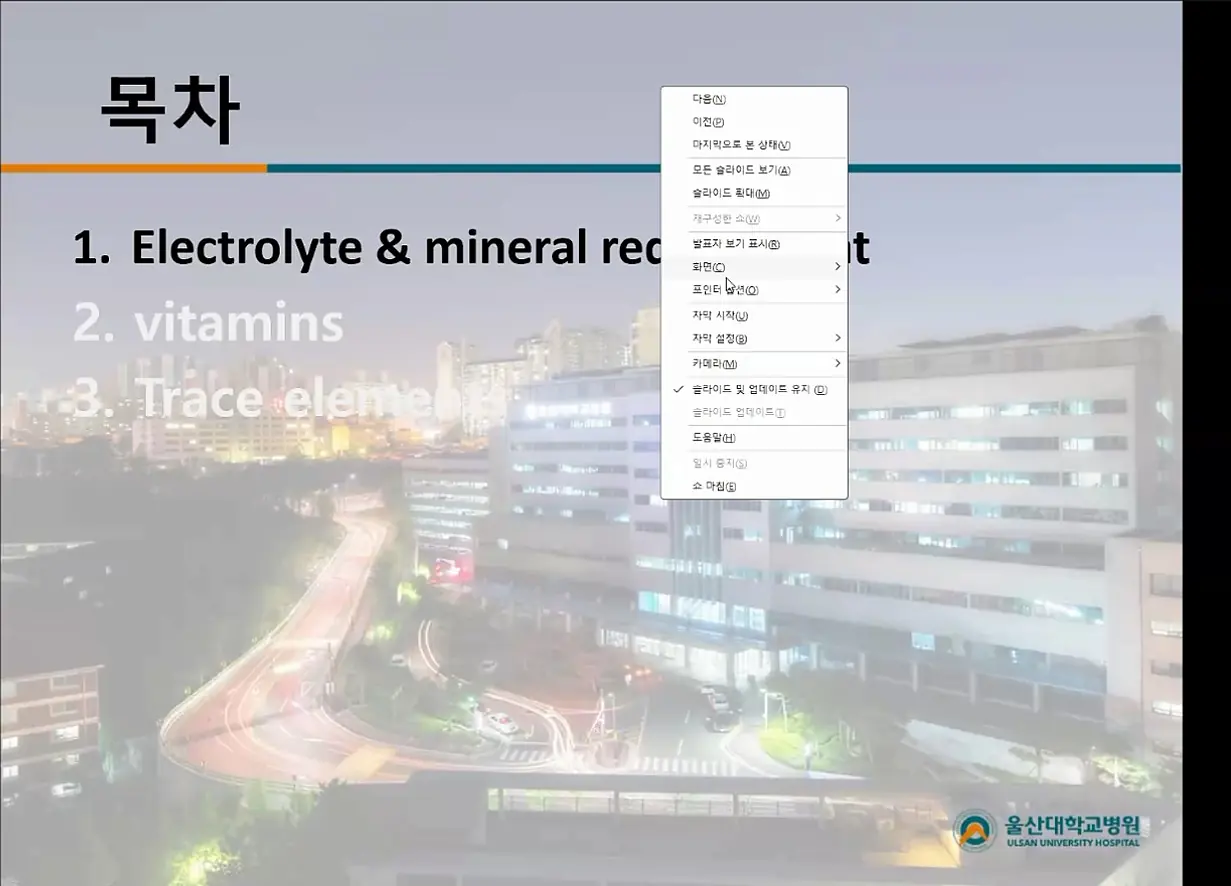 목차
1. Electrolyte & mineral req t
2. vitamins
3. Trace element
다음(N)
이전(P)
마지막으로 본 상태(V)
모든 슬라이드 보기(A)
슬라이드 확대(M)
재구성한 쇼(W)
발표자 보기 표시(R)
화면(C)
프인터 옵션(O)
자막 시작(U)
자막 설정(B)
카메라(M)
슬라이드 및 업데이트 유지 (D)
슬라이드 업데이트(T)
도움말(H)
일시 중지(S)
쇼 마침(E)
울산대학교병원
ULSAN UNIVERSITY HOSPITAL